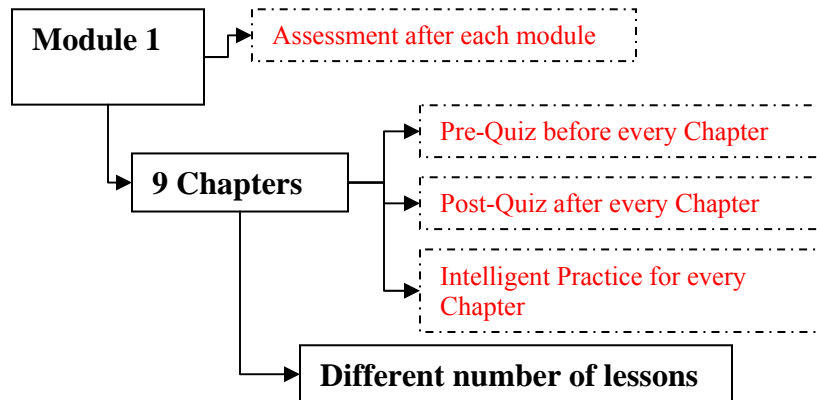 Module 1
Assessment after each module
Pre-Quiz before every Chapter
9 Chapters
Post-Quiz after every Chapter
Intelligent Practice for every
Chapter
Different number of lessons